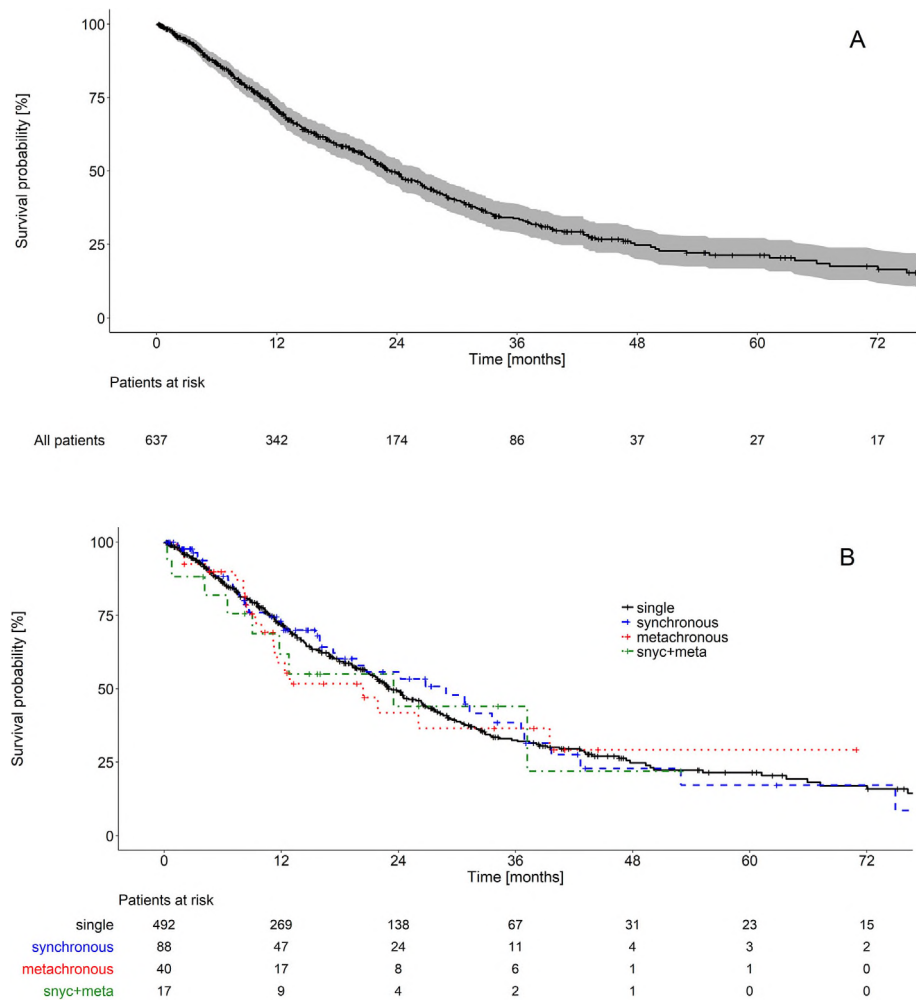 A
100
75
50
25
0
Survival probability [%]
0 12 24 36 48 60 72
Time [months]
Patients at risk
All patients 637 342 174 86 37 27 17
B
100
75
50
25
0
Survival probability [%]
single
synchronous
metachronous
snyc+meta
0 12 24 36 48 60 72
Time [months]
Patients at risk
single 492 269 138 67 31 23 15
synchronous 88 47 24 11 4 3 2
metachronous 40 17 8 6 1 1 0
snyc+meta 17 9 4 2 1 0 0